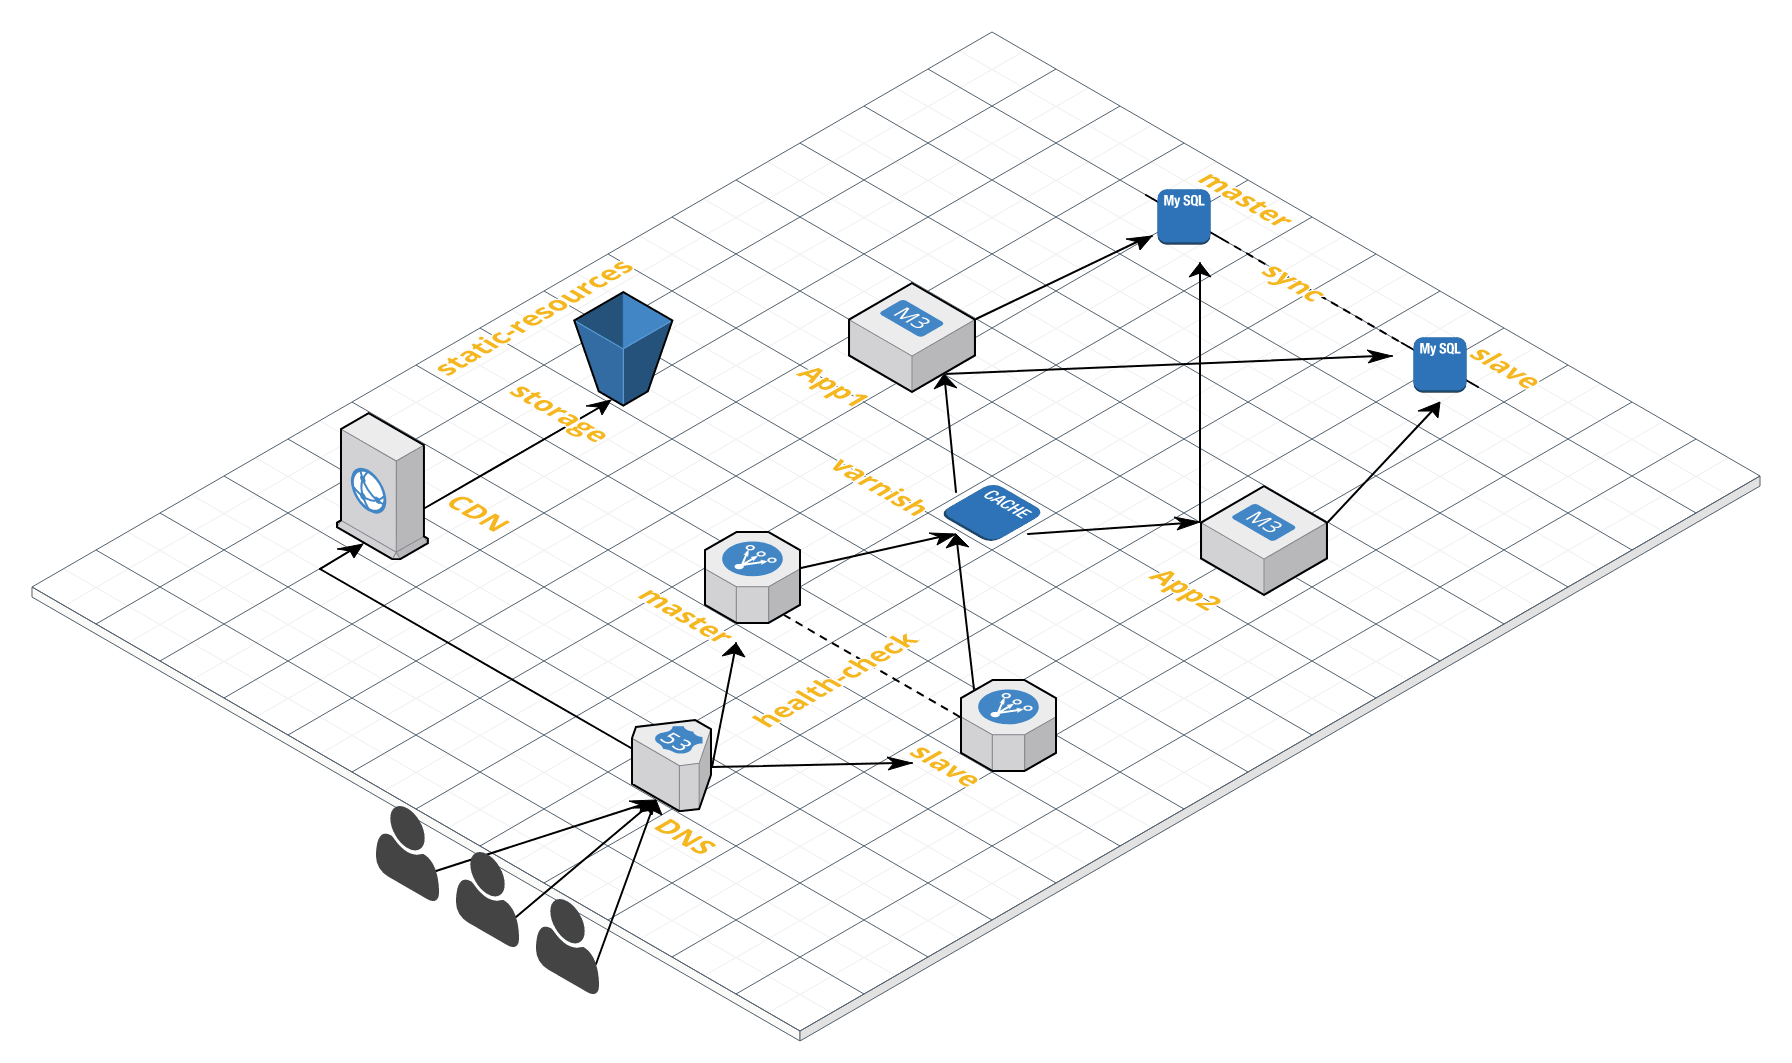 My SQL
master
sync
static-resources
M3
My SQL
slave
App1
storage
varnish
CACHE
CDN
M3
App2
master
health-check
53
slave
DNS